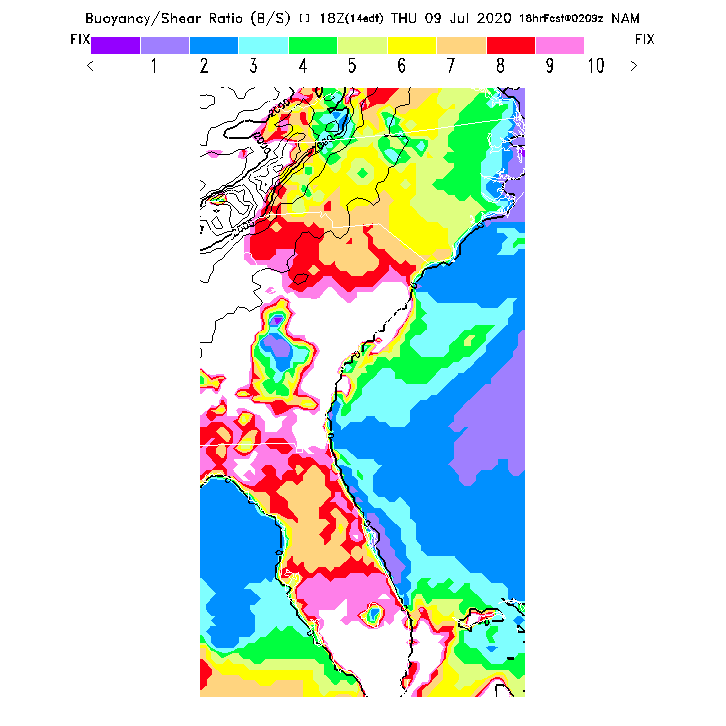 Buoyancy/Shear Ratio (B/S) [] 18Z(14edt) THU 09 Jul 2020 18hrFcst@0209z NAM
FIX FIX
< 1 2 3 4 5 6 7 8 9 10 >